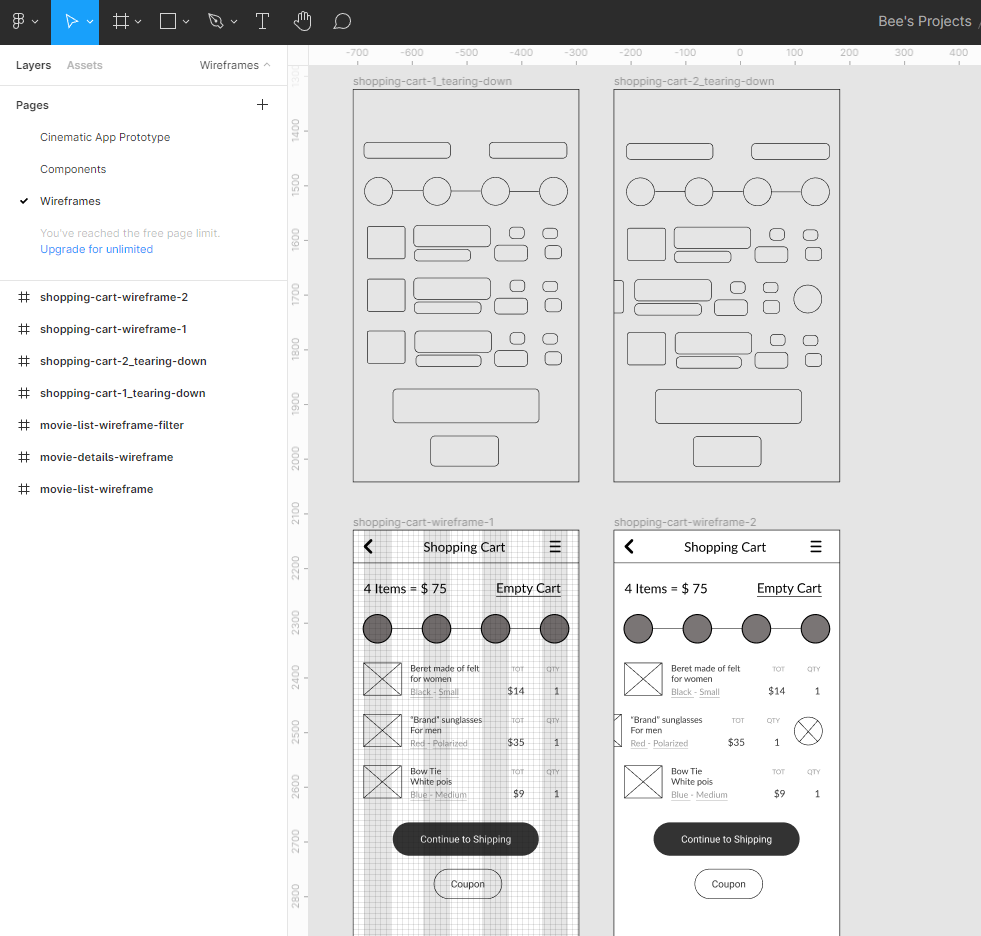 Bee's Projects /
Layers
Assets
Wireframes
-700 -600 -500 -400 -300 -200 -100 0 100 200 300 400
Pages
Cinematic App Prototype
Components
Wireframes
You've reached the free page limit.
Upgrade for unlimited
shopping-cart-wireframe-2
shopping-cart-wireframe-1
shopping-cart-2_tearing-down
shopping-cart-1_tearing-down
movie-list-wireframe-filter
movie-details-wireframe
movie-list-wireframe
1300
1400
1500
1600
1700
1800
1900
2000
2100
2200
2300
2400
2500
2600
2700
2800
shopping-cart-1_tearing-down
shopping-cart-2_tearing-down
shopping-cart-wireframe-1
Shopping Cart
4 Items = $ 75
Empty Cart
Beret made of felt
for women
Black - Small
TOT
QTY
$14
1
"Brand" sunglasses
For men
Red - Polarized
TOT
QTY
$35
1
Bow Tie
White pois
Blue - Medium
TOT
QTY
$9
1
Continue to Shipping
Coupon
shopping-cart-wireframe-2
Shopping Cart
4 Items = $ 75
Empty Cart
Beret made of felt
for women
Black - Small
TOT
QTY
$14
1
"Brand" sunglasses
For men
Red - Polarized
TOT
QTY
$35
1
Bow Tie
White pois
Blue - Medium
TOT
QTY
$9
1
Continue to Shipping
Coupon